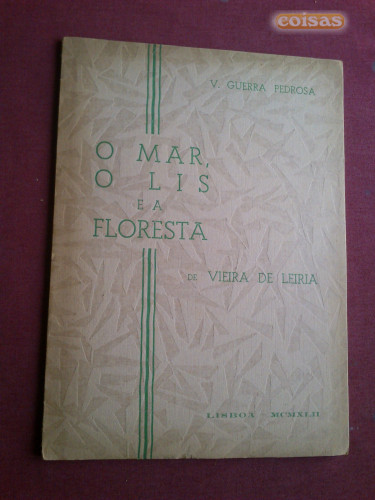 coisas
V. GUERRA PEDROSA
O MAR,
O LIS
E A
FLORESTA
DE VIEIRA DE LEIRIA
LISBOA - MCMXLII